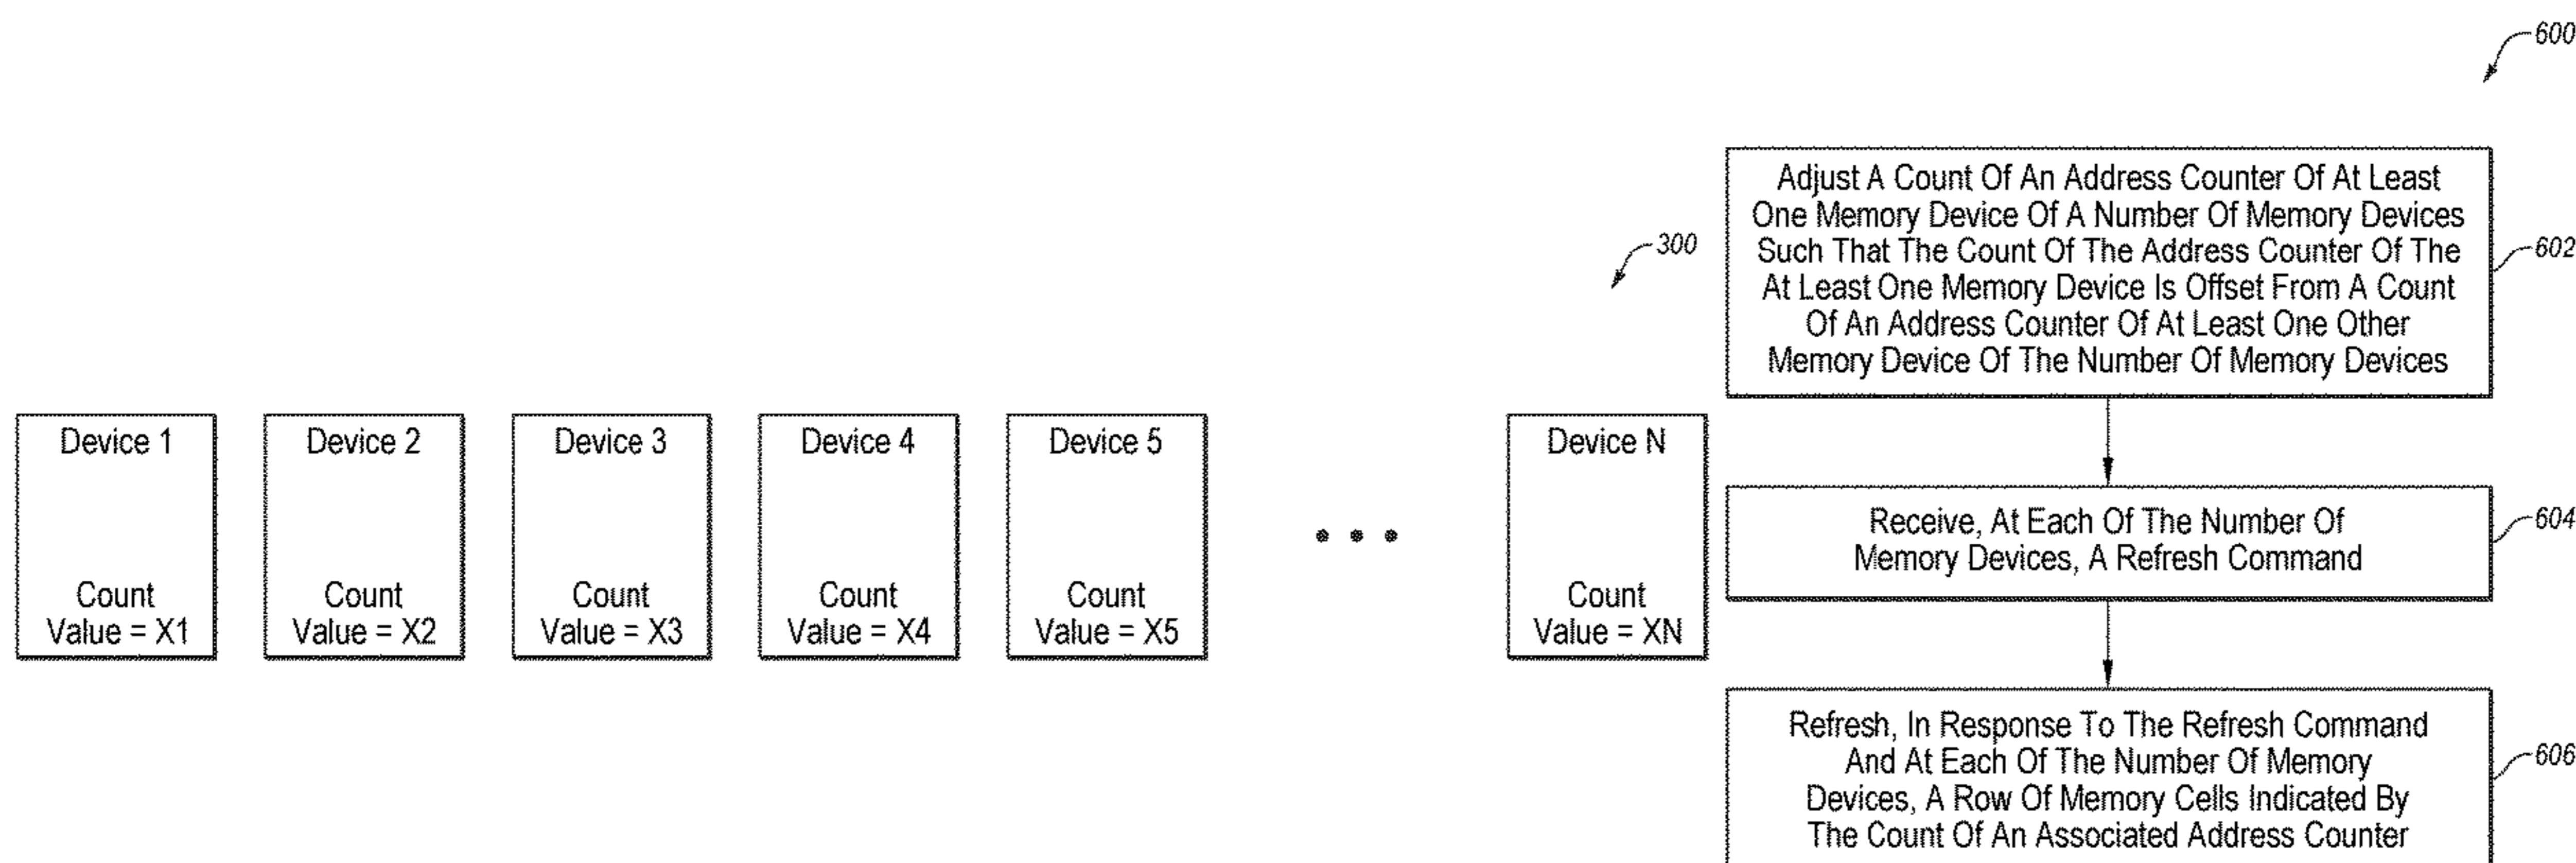 600
Adjust A Count Of An Address Counter Of At Least
One Memory Device Of A Number Of Memory Devices
Such That The Count Of The Address Counter Of The
At Least One Memory Device Is Offset From A Count
Of An Address Counter Of At Least One Other
Memory Device Of The Number Of Memory Devices
602
300
Device 1
Count
Value = X1
Device 2
Count
Value = X2
Device 3
Count
Value = X3
Device 4
Count
Value = X4
Device 5
Count
Value = X5
• • •
Device N
Count
Value = XN
Receive, At Each Of The Number Of
Memory Devices, A Refresh Command
604
Refresh, In Response To The Refresh Command
And At Each Of The Number Of Memory
Devices, A Row Of Memory Cells Indicated By
The Count Of An Associated Address Counter
606